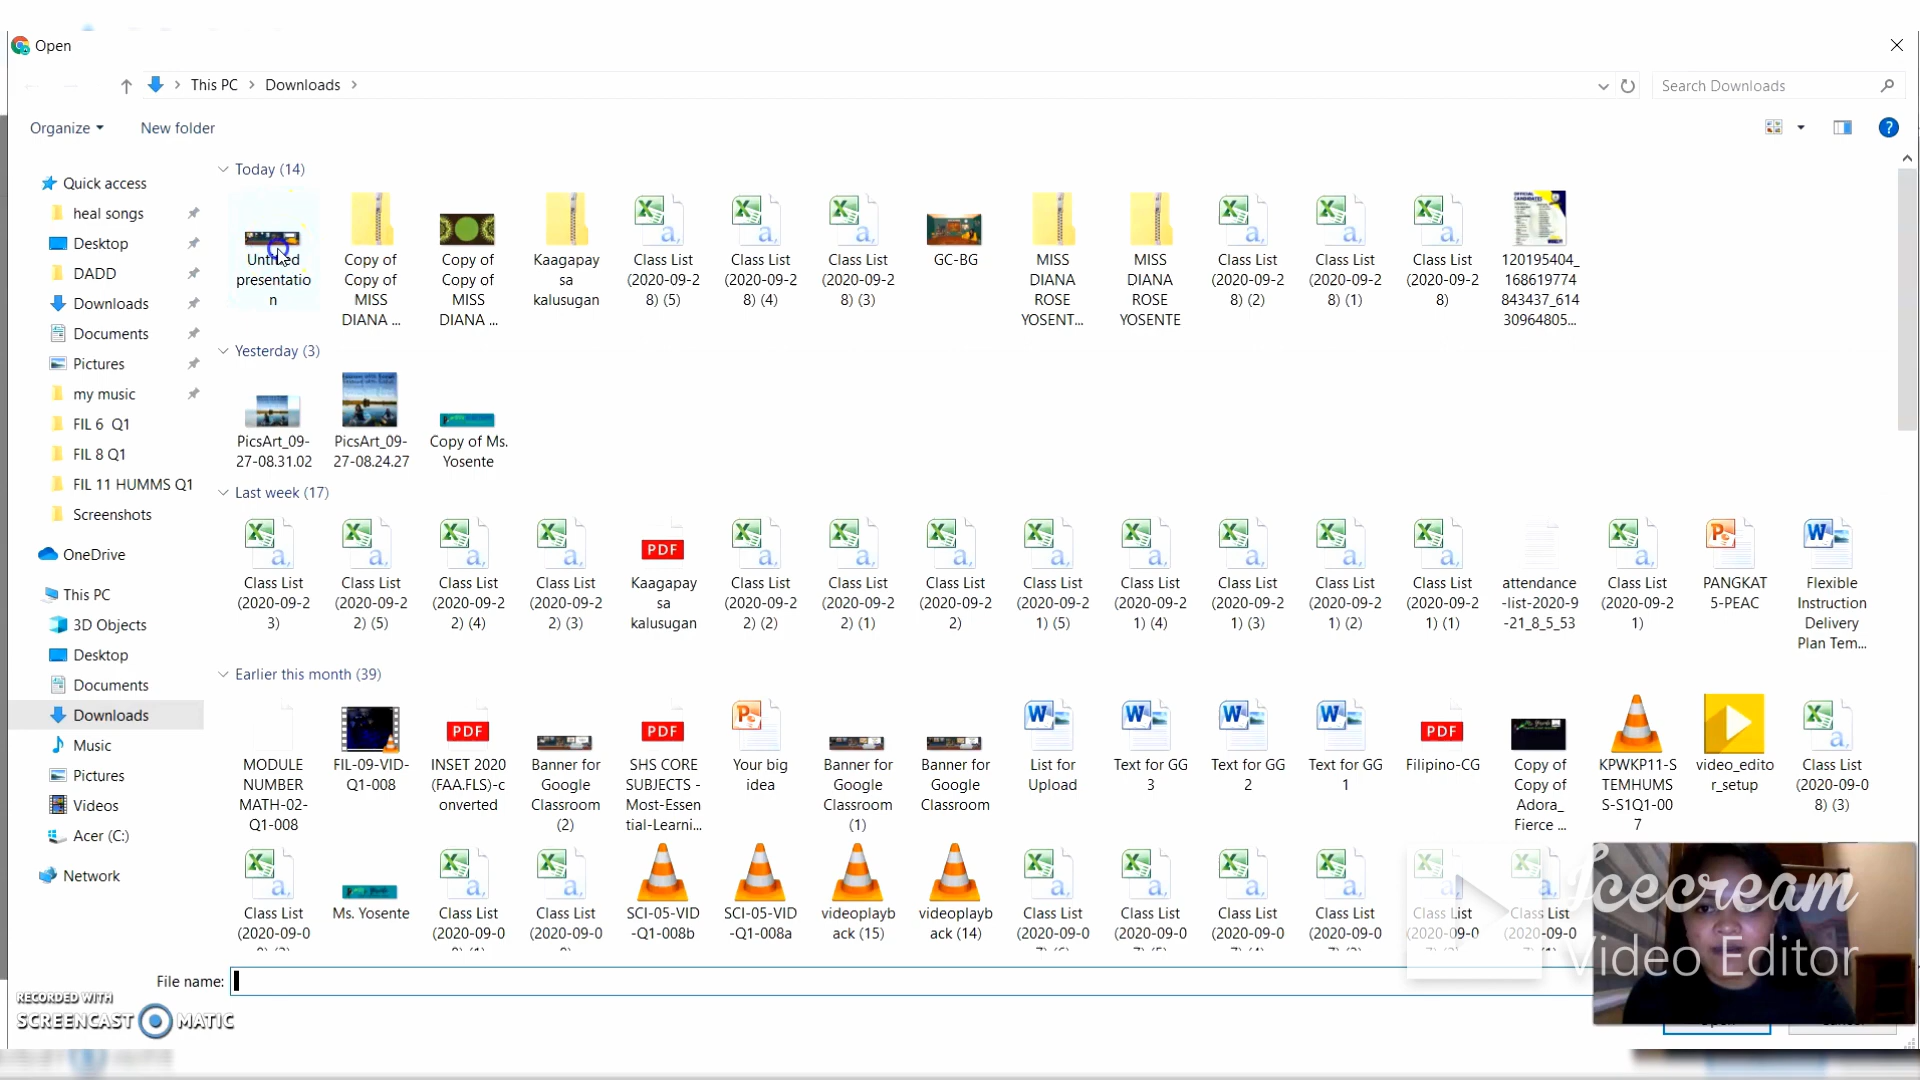 Open
This PC
Downloads
Search Downloads
Organize
New folder
?
Quick access
heal songs
Desktop
DADD
Downloads
Documents
Pictures
my music
FIL 6 Q1
FIL 8 Q1
FIL 11 HUMMS Q1
Screenshots
OneDrive
This PC
3D Objects
Desktop
Documents
Downloads
Music
Pictures
Videos
Acer (C:)
Network
Today (14)
Untitled
presentatio
n
Copy of
Copy of
MISS
DIANA ...
Copy of
Copy of
MISS
DIANA ...
Kaagapay
sa
kalusugan
Class List
(2020-09-2
8) (5)
Class List
(2020-09-2
8) (4)
Class List
(2020-09-2
8) (3)
GC-BG
MISS
DIANA
ROSE
YOSENT...
MISS
DIANA
ROSE
YOSENTE
Class List
(2020-09-2
8) (2)
Class List
(2020-09-2
8) (1)
Class List
(2020-09-2
8)
120195404_
168619774
843437_614
30964805...
Yesterday (3)
PicsArt_09-
27-08.31.02
PicsArt_09-
27-08.24.27
Copy of Ms.
Yosente
Last week (17)
Class List
(2020-09-2
3)
Class List
(2020-09-2
2) (5)
Class List
(2020-09-2
2) (4)
Class List
(2020-09-2
2) (3)
PDF
Kaagapay
sa
kalusugan
Class List
(2020-09-2
2) (2)
Class List
(2020-09-2
2) (1)
Class List
(2020-09-2
2)
Class List
(2020-09-2
1) (5)
Class List
(2020-09-2
1) (4)
Class List
(2020-09-2
1) (3)
Class List
(2020-09-2
1) (2)
Class List
(2020-09-2
1) (1)
attendance
-list-2020-9
-21_8_5_53
Class List
(2020-09-2
1)
PANGKAT
5-PEAC
Flexible
Instruction
Delivery
Plan Tem...
Earlier this month (39)
MODULE
NUMBER
MATH-02-
Q1-008
FIL-09-VID-
Q1-008
PDF
INSET 2020
(FAA.FLS)-c
onverted
Banner for
Google
Classroom
(2)
PDF
SHS CORE
SUBJECTS -
Most-Essen
tial-Learni...
Your big
idea
Banner for
Google
Classroom
(1)
Banner for
Google
Classroom
List for
Upload
Text for GG
3
Text for GG
2
Text for GG
1
PDF
Filipino-CG
Copy of
Copy of
Adora_
Fierce ...
KPWKP11-S
TEMHUMS
S-S1Q1-00
7
video_edito
r_setup
Class List
(2020-09-0
8) (3)
Class List
(2020-09-0
Ms. Yosente
Class List
(2020-09-0
Class List
(2020-09-0
SCI-05-VID
-Q1-008b
SCI-05-VID
-Q1-008a
videoplayb
ack (15)
videoplayb
ack (14)
Class List
(2020-09-0
Class List
(2020-09-0
Class List
(2020-09-0
Class List
(2020-09-0
Class List
(2020-09-0
Class List
(2020-09-0
File name:
RECORDED WITH
SCREENCAST MATIC
Icecream
Video Editor